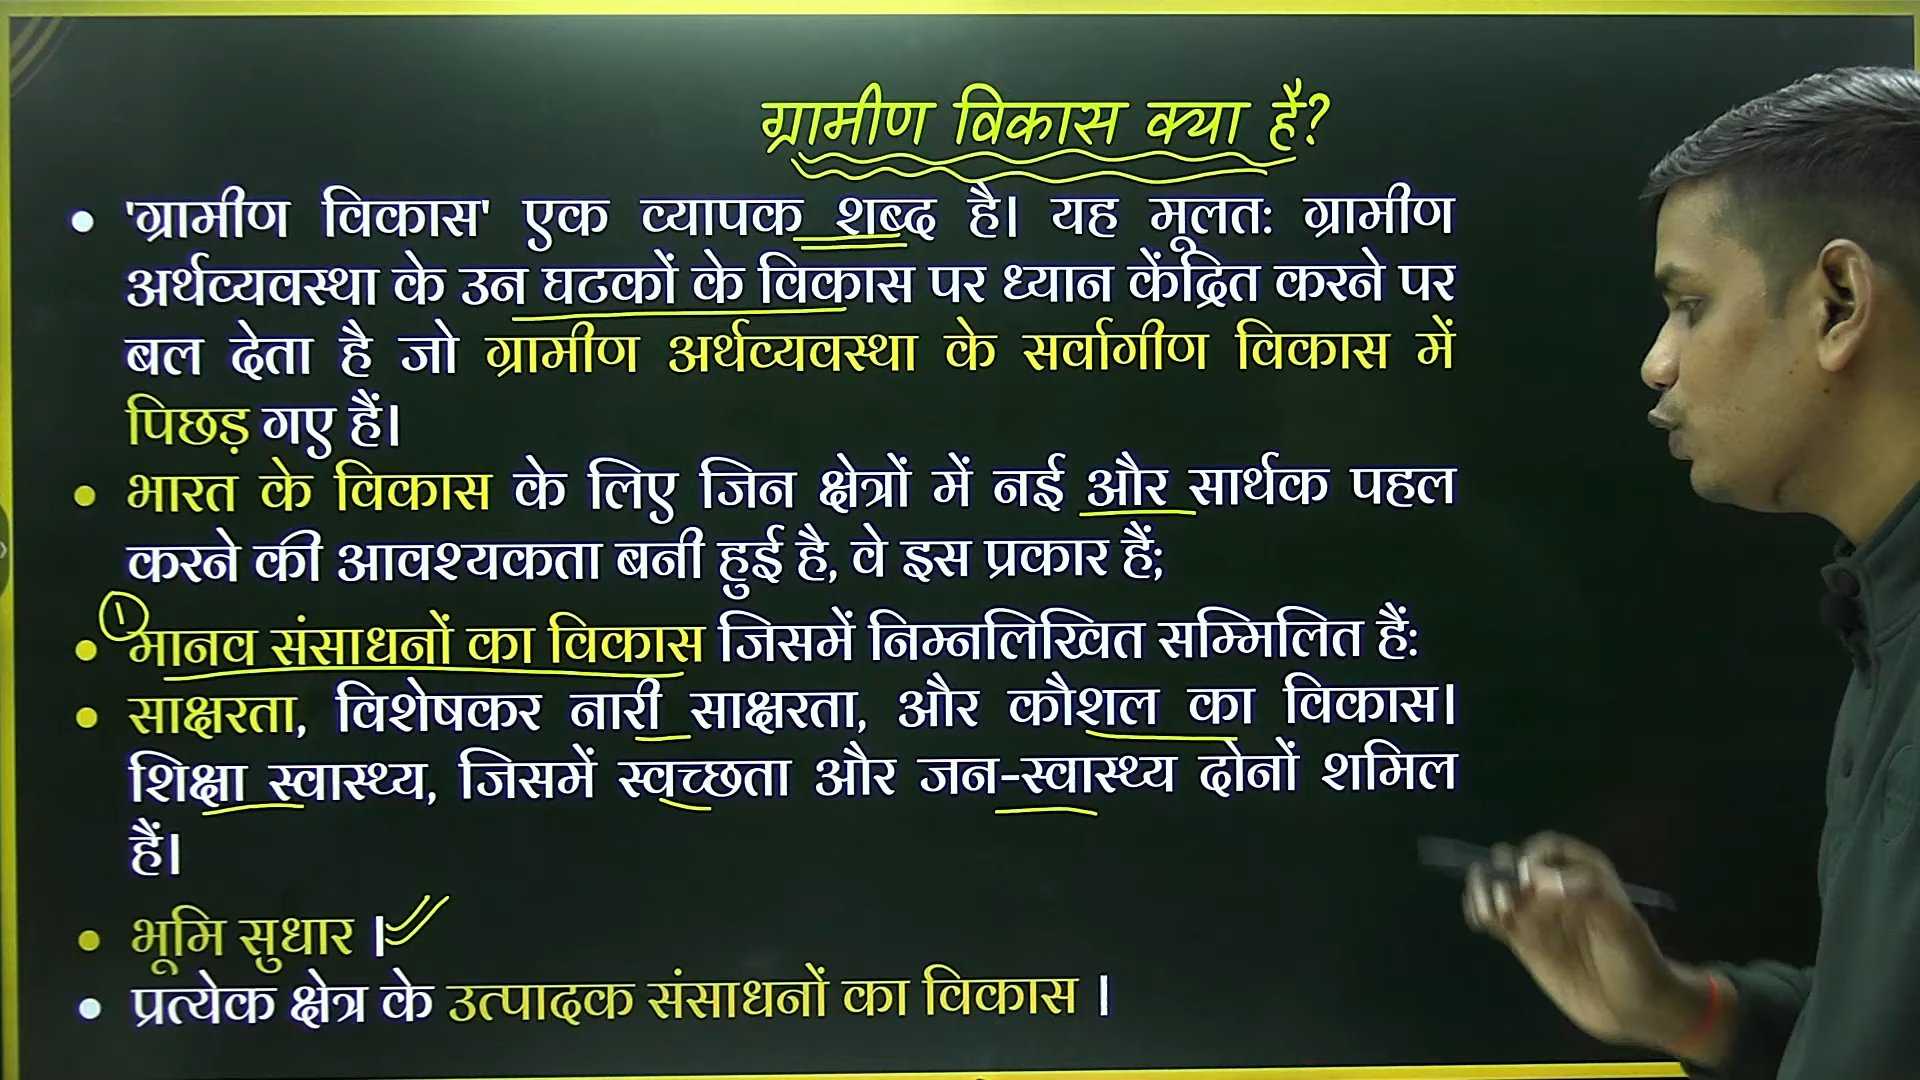 ग्रामीण विकास क्या है?
• 'ग्रामीण विकास' एक व्यापक शब्द है। यह मूलतः ग्रामीण
अर्थव्यवस्था के उन घटकों के विकास पर ध्यान केंद्रित करने पर
बल देता है जो ग्रामीण अर्थव्यवस्था के सर्वागीण विकास में
पिछड़ गए हैं।
• भारत के विकास के लिए जिन क्षेत्रों में नई और सार्थक पहल
करने की आवश्यकता बनी हुई है, वे इस प्रकार हैं;
①
• मानव संसाधनों का विकास जिसमें निम्नलिखित सम्मिलित हैंः
• साक्षरता, विशेषकर नारी साक्षरता, और कौशल का विकास।
शिक्षा स्वास्थ्य, जिसमें स्वच्छता और जन-स्वास्थ्य दोनों शमिल
हैं।
• भूमि सुधार ।
• प्रत्येक क्षेत्र के उत्पादक संसाधनों का विकास ।